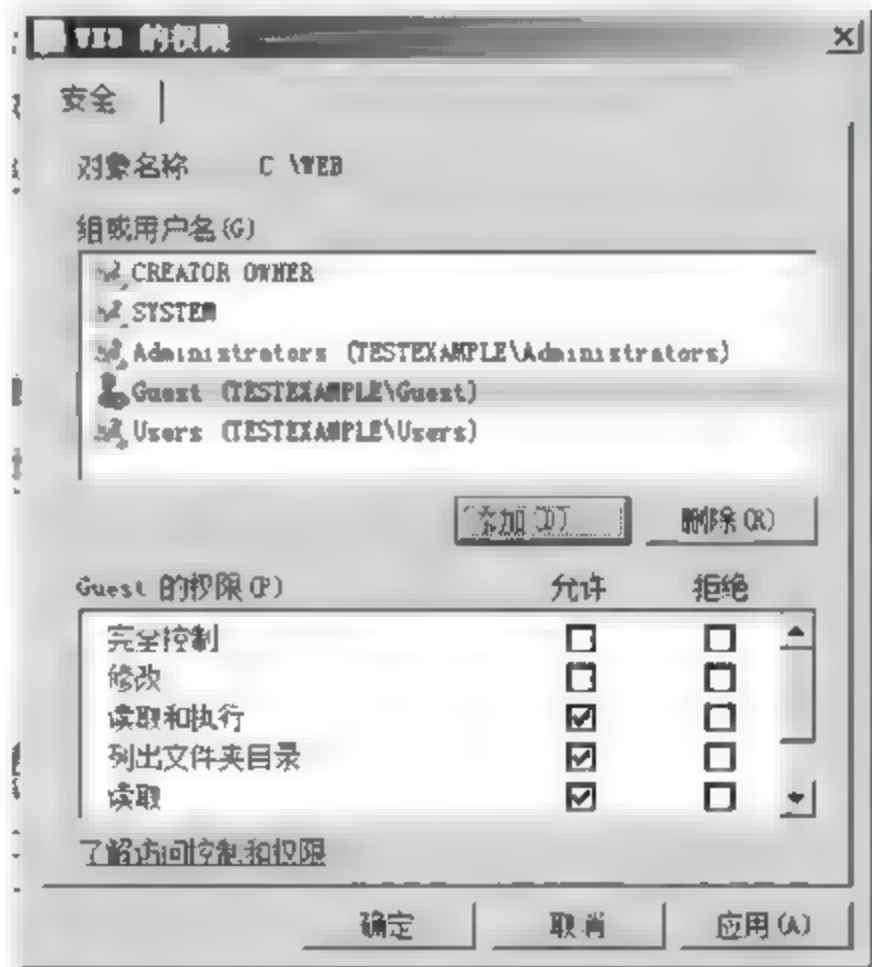 WEB 的权限
安全
对象名称 C \WEB
组或用户名(G)
CREATOR OWNER
SYSTEM
Administrators (TESTEXAMPLE\Administrators)
Guest (TESTEXAMPLE\Guest)
Users (TESTEXAMPLE\Users)
添加(D) 删除(R)
Guest 的权限(P) 允许 拒绝
完全控制
修改
读取和执行
列出文件夹目录
读取
了解访问控制和权限
确定 取消 应用(A)